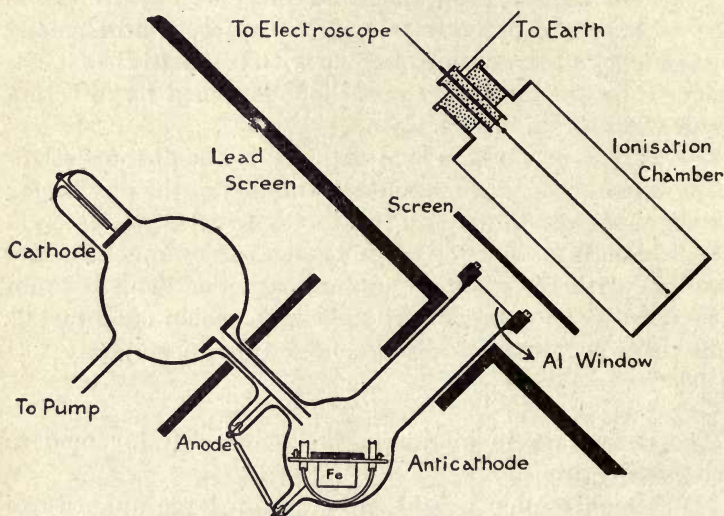 To Electroscope
To Earth
Lead
Screen
Ionisation
Chamber
Screen
Cathode
Al Window
To Pump
Anode
Anticathode
Fe